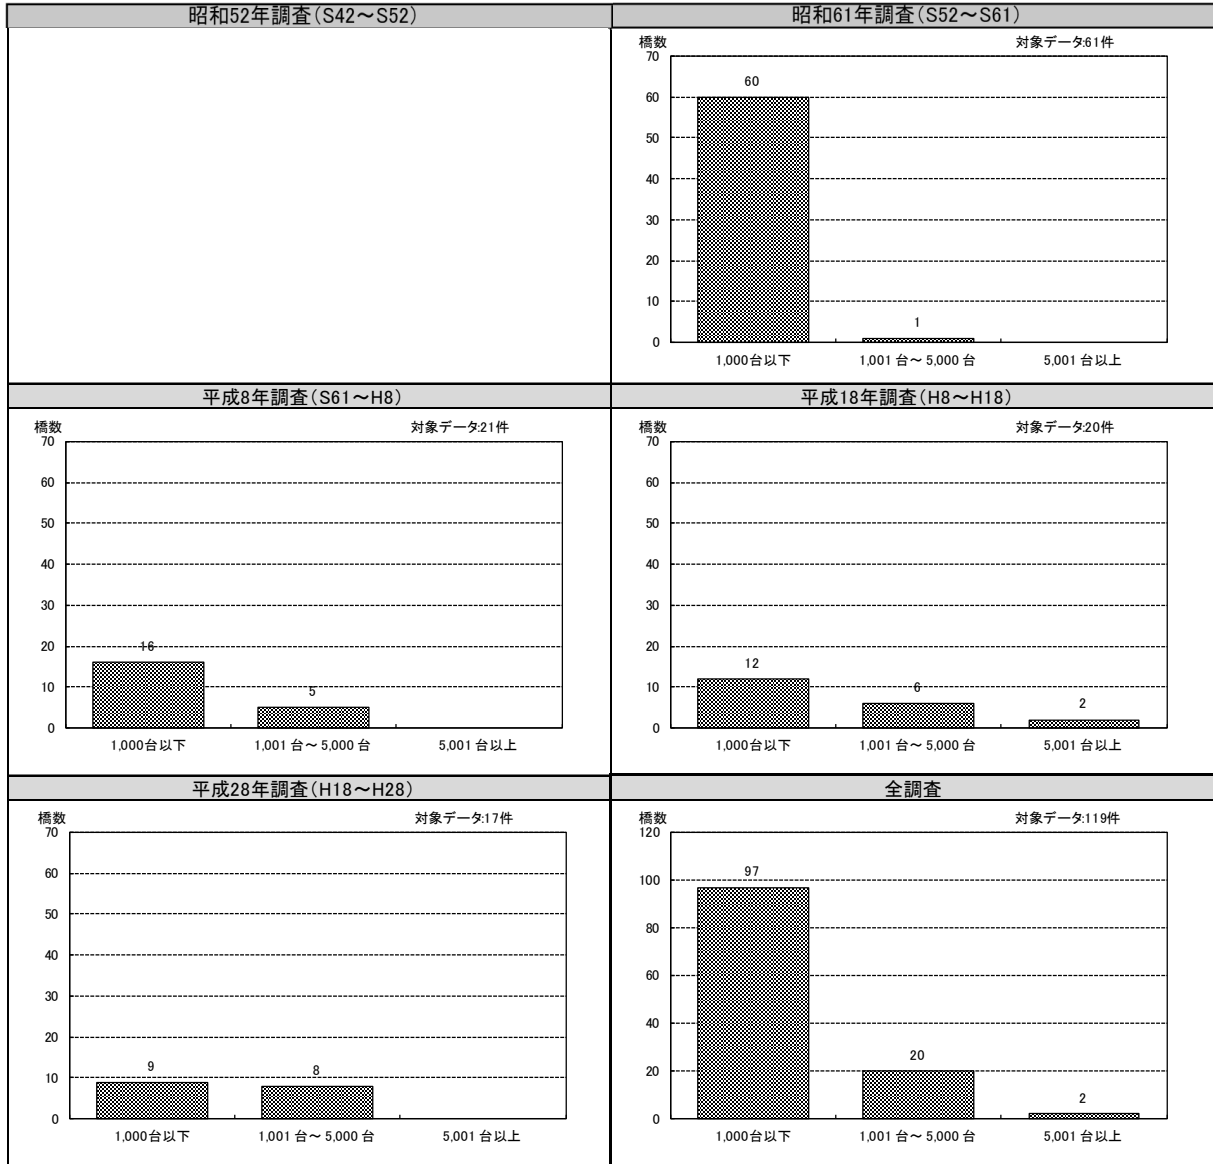 昭和52年調査(S42～S52)
昭和61年調査(S52～S61)
橋数
対象データ:61件
70
60
50
40
30
20
10
0
60
1
1,000台以下
1,001 台～ 5,000 台
5,001 台以上
平成8年調査(S61～H8)
橋数
対象データ:21件
70
60
50
40
30
20
10
0
16
5
1,000台以下
1,001 台～ 5,000 台
5,001 台以上
平成18年調査(H8～H18)
橋数
対象データ:20件
70
60
50
40
30
20
10
0
12
6
2
1,000台以下
1,001 台～ 5,000 台
5,001 台以上
平成28年調査(H18～H28)
橋数
対象データ:17件
70
60
50
40
30
20
10
0
9
8
1,000台以下
1,001 台～ 5,000 台
5,001 台以上
全調査
橋数
対象データ:119件
120
100
80
60
40
20
0
97
20
2
1,000台以下
1,001 台～ 5,000 台
5,001 台以上